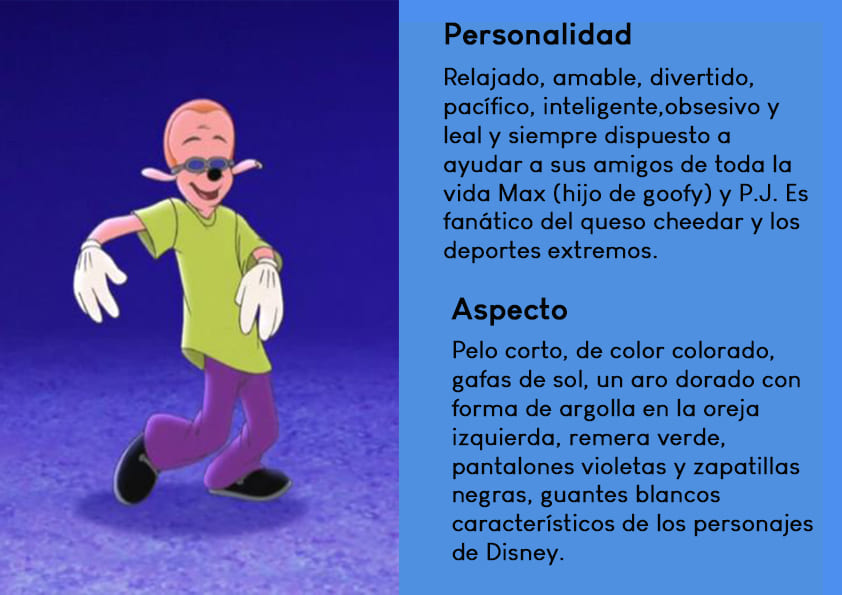 Personalidad
Relajado, amable, divertido,
pacífico, inteligente,obsesivo y
leal y siempre dispuesto a
ayudar a sus amigos de toda la
vida Max (hijo de goofy) y P.J. Es
fanático del queso cheedar y los
deportes extremos.
Aspecto
Pelo corto, de color colorado,
gafas de sol, un aro dorado con
forma de argolla en la oreja
izquierda, remera verde,
pantalones violetas y zapatillas
negras, guantes blancos
característicos de los personajes
de Disney.